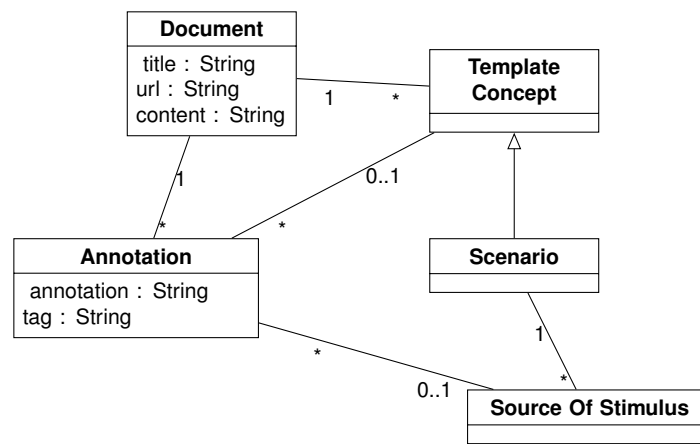 Document
title : String
url : String
content : String
Template
Concept
1
*
1
0..1
*
*
Annotation
annotation : String
tag : String
Scenario
1
*
*
0..1
Source Of Stimulus